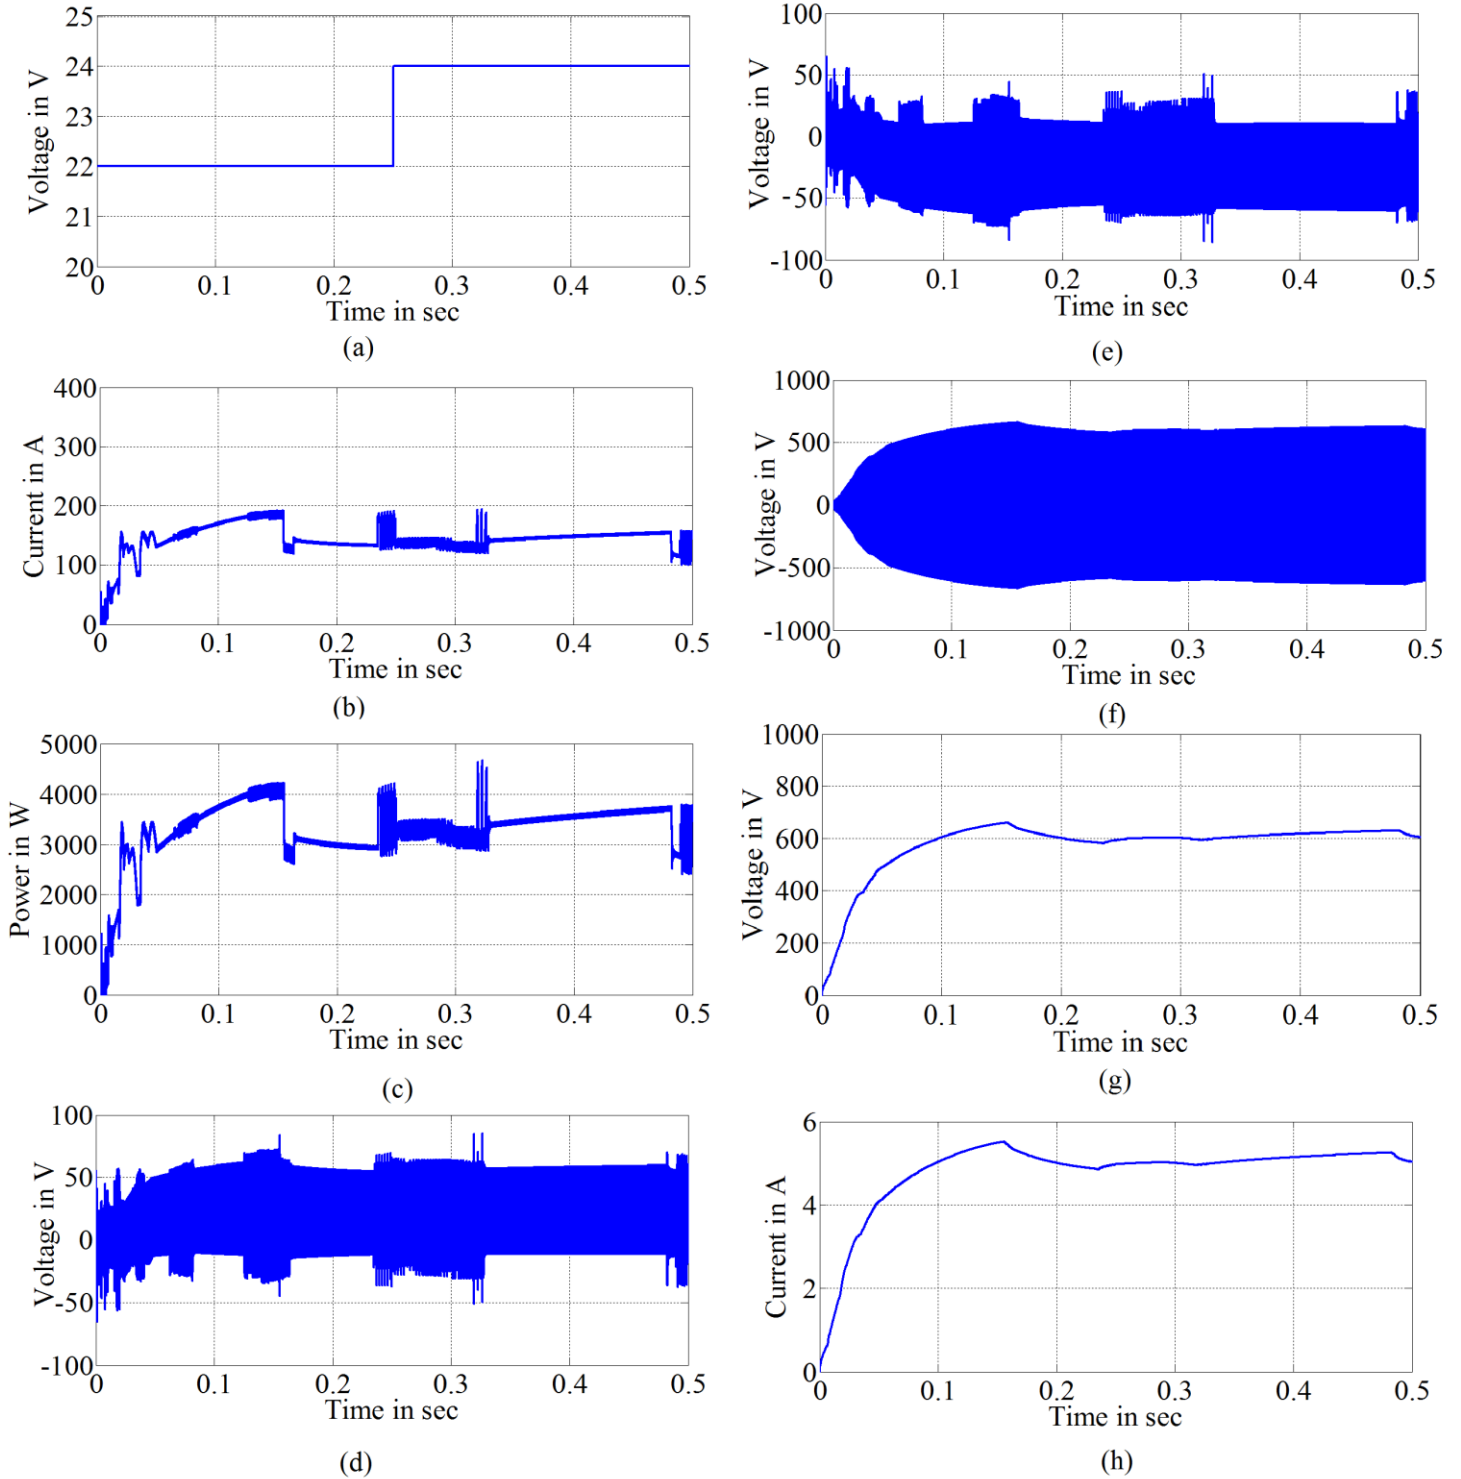 25
24
23
22
21
20
Voltage in V
0 0.1 0.2 0.3 0.4 0.5
Time in sec
(a)
400
300
200
100
0
Current in A
0 0.1 0.2 0.3 0.4 0.5
Time in sec
(b)
5000
4000
3000
2000
1000
0
Power in W
0 0.1 0.2 0.3 0.4 0.5
Time in sec
(c)
100
50
0
-50
-100
Voltage in V
0 0.1 0.2 0.3 0.4 0.5
Time in sec
(d)
100
50
0
-50
-100
Voltage in V
0 0.1 0.2 0.3 0.4 0.5
Time in sec
(e)
1000
500
0
-500
-1000
Voltage in V
0 0.1 0.2 0.3 0.4 0.5
Time in sec
(f)
1000
800
600
400
200
0
Voltage in V
0 0.1 0.2 0.3 0.4 0.5
Time in sec
(g)
6
4
2
0
Current in A
0 0.1 0.2 0.3 0.4 0.5
Time in sec
(h)